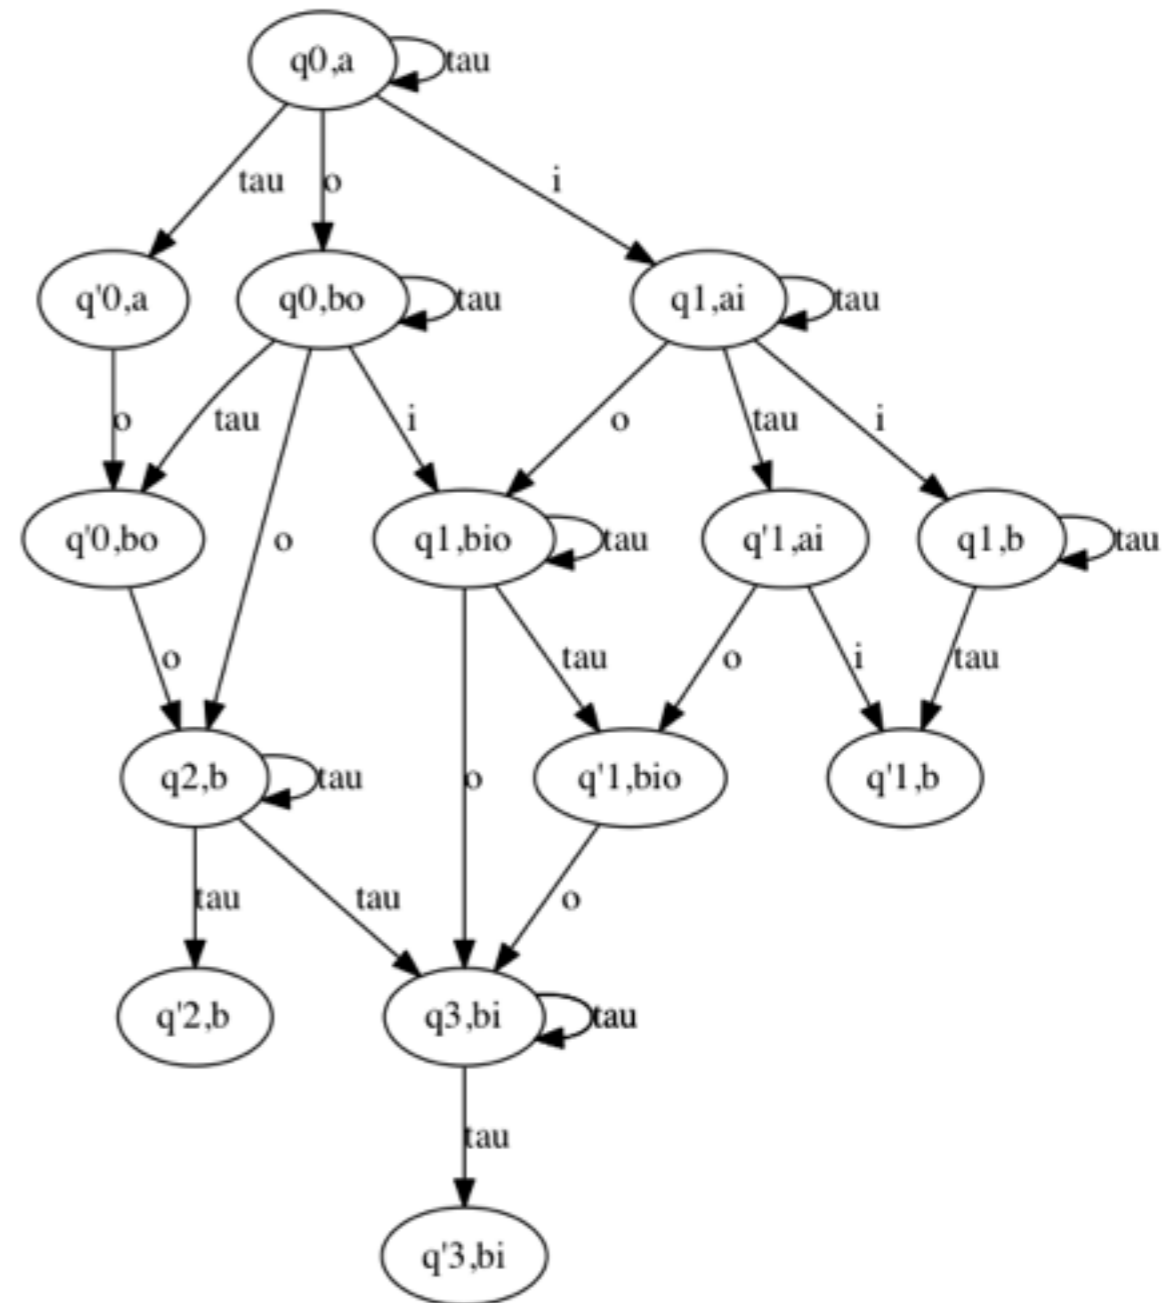 q0,a
tau
tau
o
i
q'0,a
q0,bo
tau
q1,ai
tau
o
tau
i
o
tau
i
q'0,bo
o
q1,bio
tau
q'1,ai
q1,b
tau
o
tau
o
i
tau
q2,b
tau
o
q'1,bio
q'1,b
tau
tau
o
q'2,b
q3,bi
tau
tau
q'3,bi